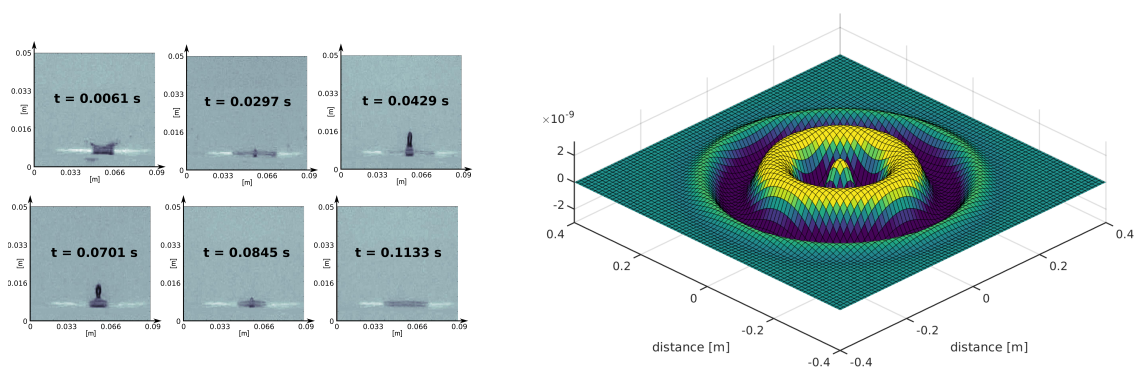 0.05
0.033
0.016
0
[m]
t = 0.0061 s
0.033
0.066
0.09
[m]
0.05
0.033
0.016
0
[m]
t = 0.0297 s
0.033
0.066
0.09
[m]
0.05
0.033
0.016
0
[m]
t = 0.0429 s
0.033
0.066
0.09
[m]
0.05
0.033
0.016
0
[m]
t = 0.0701 s
0.033
0.066
0.09
[m]
0.05
0.033
0.016
0
[m]
t = 0.0845 s
0.033
0.066
0.09
[m]
0.05
0.033
0.016
0
[m]
t = 0.1133 s
0.033
0.066
0.09
[m]
×10⁻⁹
2
0
-2
0.4
0.2
0
-0.2
-0.4
distance [m]
-0.4
-0.2
0
0.2
0.4
distance [m]